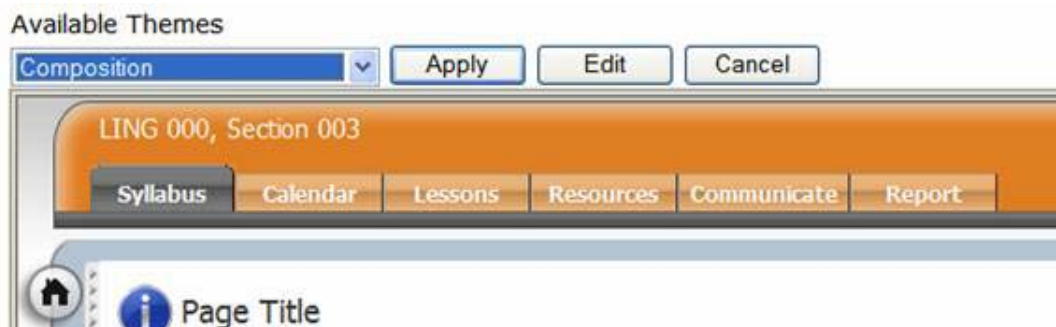 Available Themes
Composition Apply Edit Cancel
LING 000, Section 003
Syllabus Calendar Lessons Resources Communicate Report
i Page Title